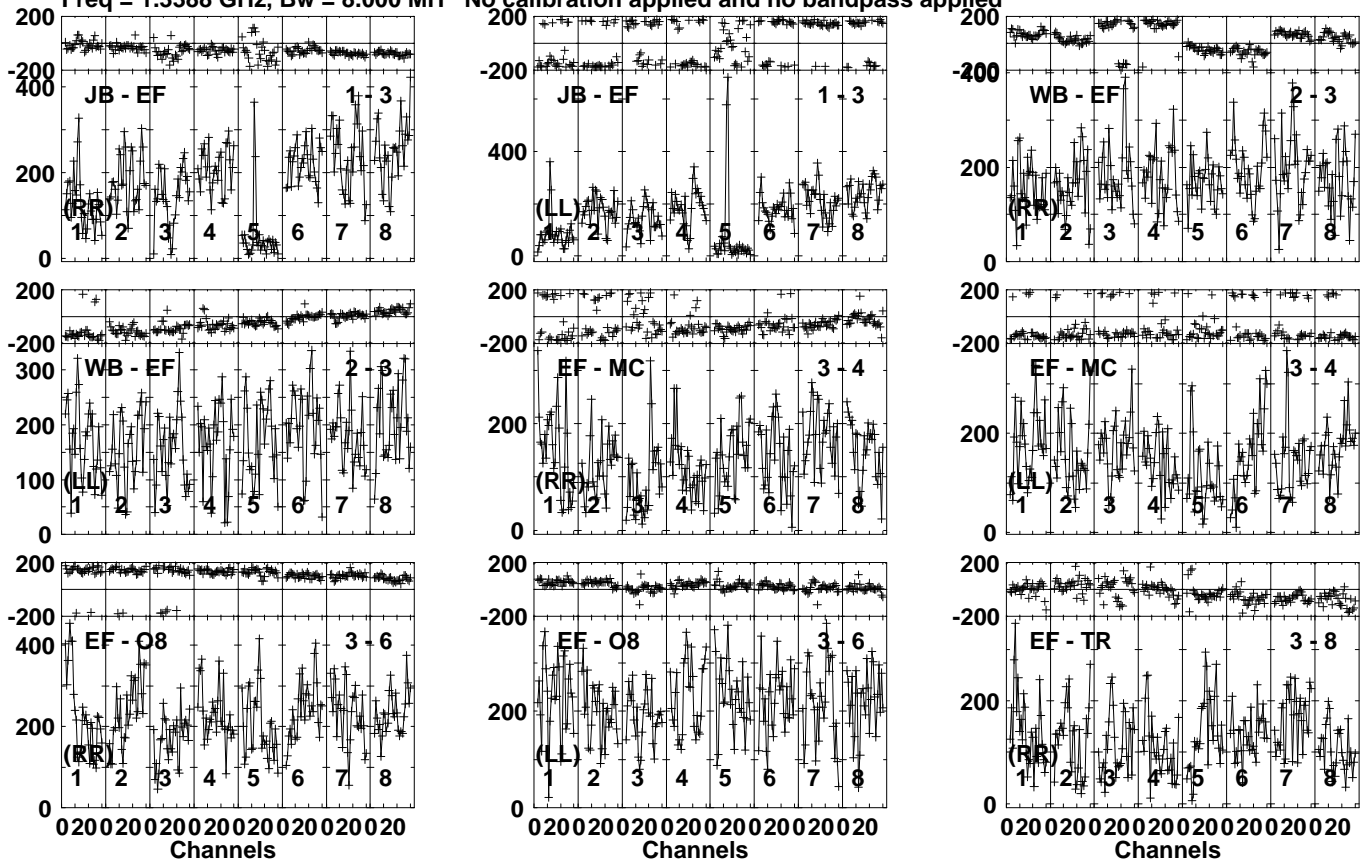 Freq = 1.5588 GHz, Bw = 8.000 MH No calibration applied and no bandpass applied
200 200 200
-200 -200 -200
400 JB - EF 1 - 3 JB - EF 1 - 3 400 WB - EF 2 - 3
400
200 200 200
(RR) (LL) (RR)
1 2 3 4 5 6 7 8 1 2 3 4 5 6 7 8 1 2 3 4 5 6 7 8
0 0 0
200 200 200
-200 -200 -200
300 WB - EF 2 - 3 EF - MC 3 - 4 EF - MC 3 - 4
200 200 200
100
(LL) (RR) (LL)
1 2 3 4 5 6 7 8 1 2 3 4 5 6 7 8 1 2 3 4 5 6 7 8
0 0 0
200 200 200
-200 -200 -200
400 EF - O8 3 - 6 EF - O8 3 - 6 EF - TR 3 - 8
200 200 200
(RR) (LL) (RR)
1 2 3 4 5 6 7 8 1 2 3 4 5 6 7 8 1 2 3 4 5 6 7 8
0 0 0
0 20 0 20 0 20 0 20 0 20 0 20 0 20 0 20 0 20 0 20 0 20 0 20 0 20 0 20 0 20 0 20 0 20 0 20 0 20 0 20 0 20 0 20 0 20 0 20
Channels Channels Channels